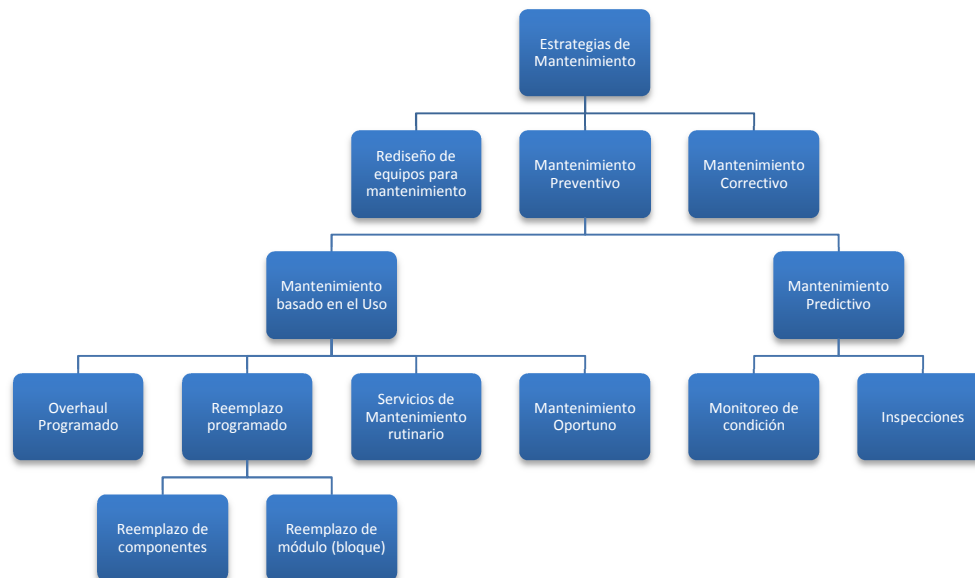 Estrategias de
Mantenimiento
Rediseño de
equipos para
mantenimiento
Mantenimiento
Preventivo
Mantenimiento
Correctivo
Mantenimiento
basado en el Uso
Mantenimiento
Predictivo
Overhaul
Programado
Reemplazo
programado
Servicios de
Mantenimiento
rutinario
Mantenimiento
Oportuno
Monitoreo de
condición
Inspecciones
Reemplazo de
componentes
Reemplazo de
módulo (bloque)